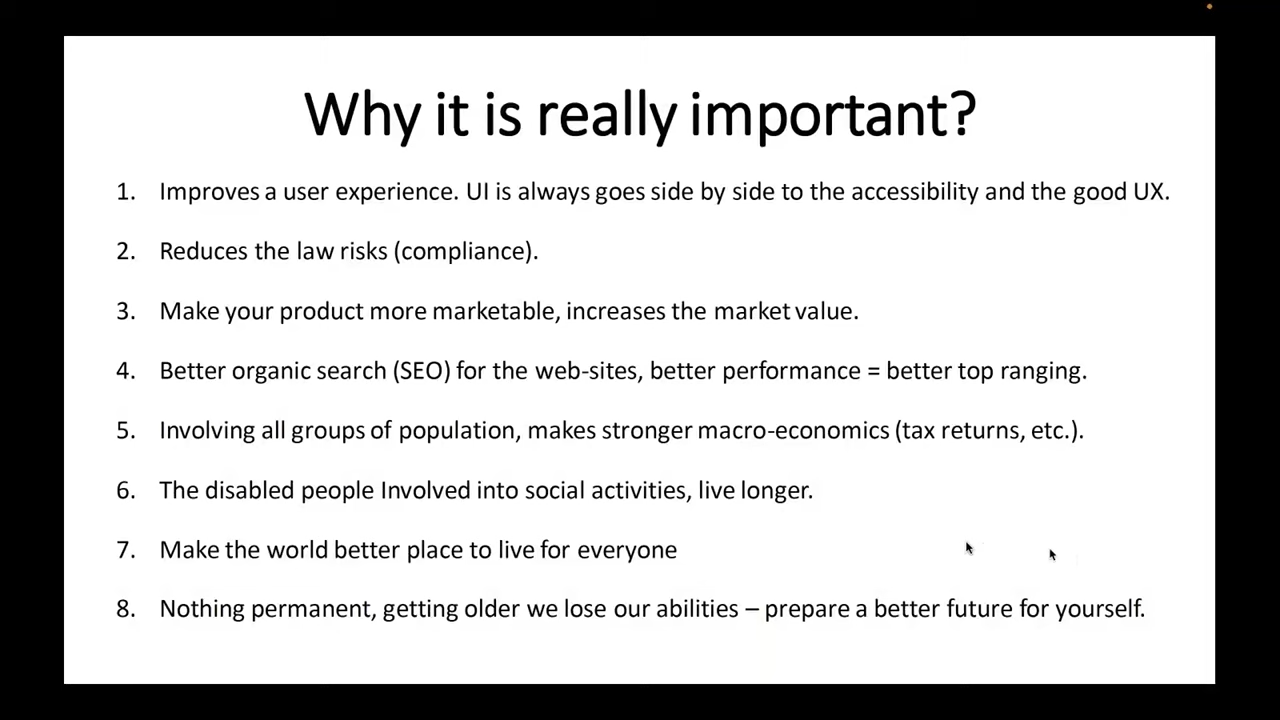 Why it is really important?
1. Improves a user experience. UI is always goes side by side to the accessibility and the good UX.
2. Reduces the law risks (compliance).
3. Make your product more marketable, increases the market value.
4. Better organic search (SEO) for the web-sites, better performance = better top ranging.
5. Involving all groups of population, makes stronger macro-economics (tax returns, etc.).
6. The disabled people Involved into social activities, live longer.
7. Make the world better place to live for everyone
8. Nothing permanent, getting older we lose our abilities – prepare a better future for yourself.